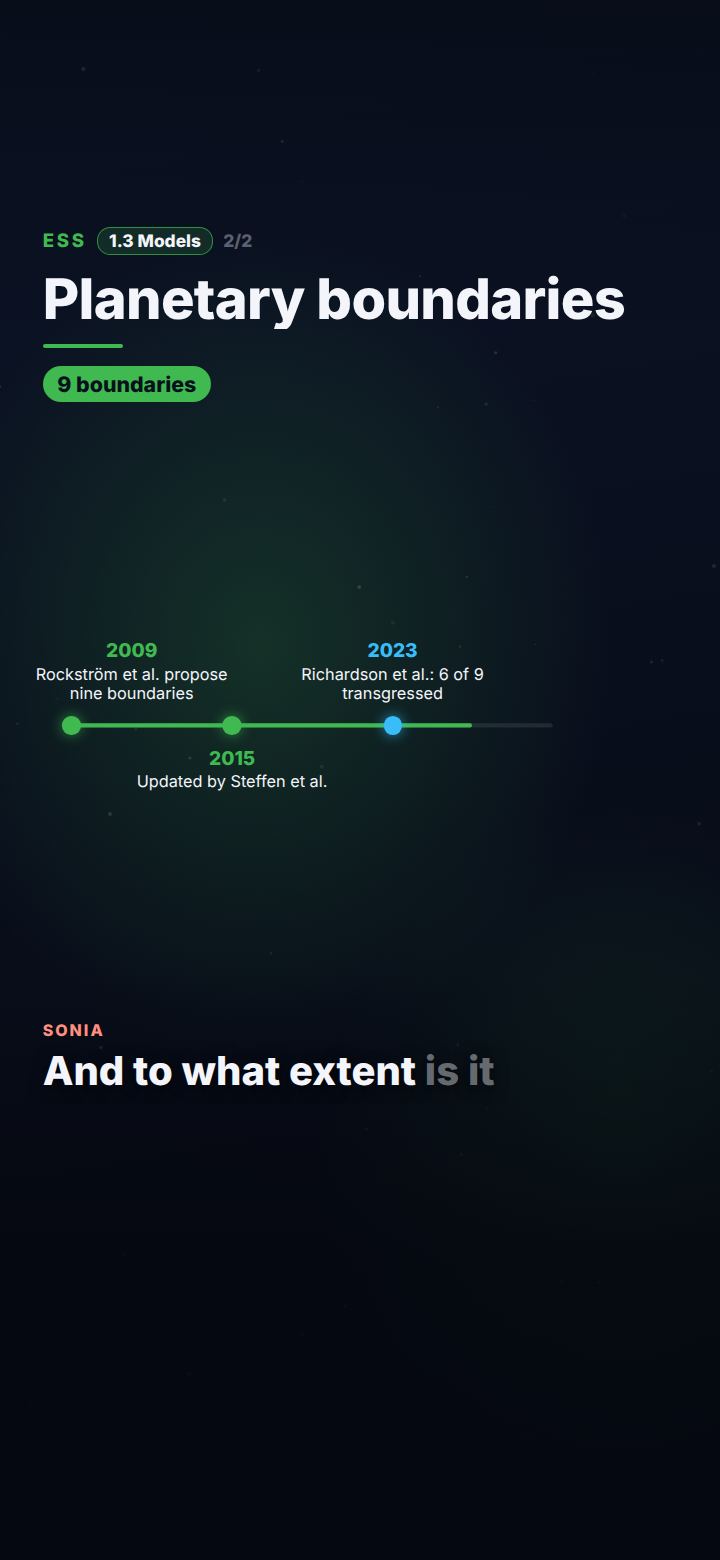 ESS 1.3 Models 2/2
Planetary boundaries
9 boundaries
2009
Rockström et al. propose
nine boundaries
2023
Richardson et al.: 6 of 9
transgressed
2015
Updated by Steffen et al.
SONIA
And to what extent is it